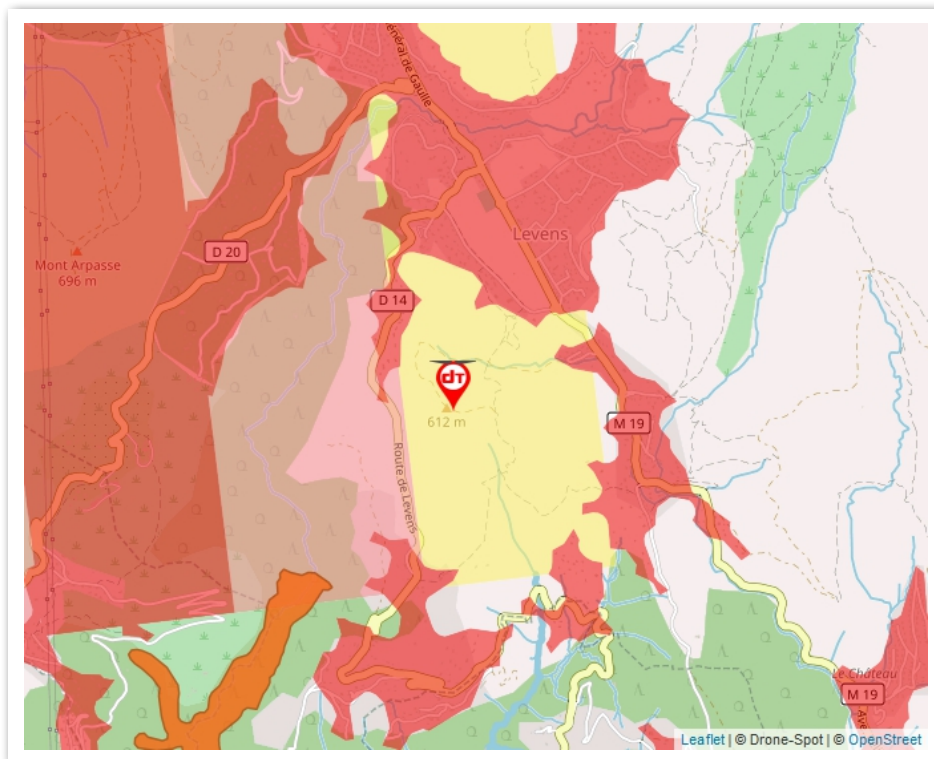 Général de Gaulle
D 20
Levens
Mont Arpasse
696 m
D 14
dT
612 m
M 19
Route de Levens
Le Château
M 19
Ave
Leaflet | © Drone-Spot | © OpenStreet